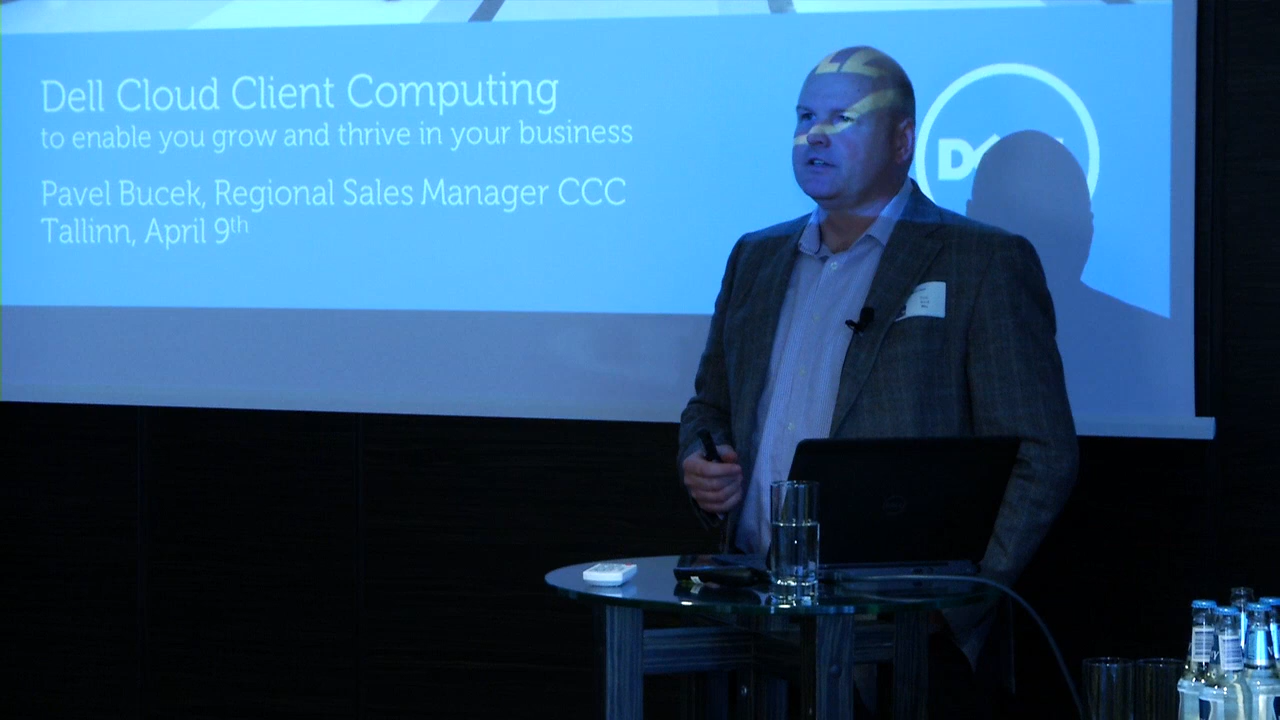 Dell Cloud Client Computing
to enable you grow and thrive in your business
Pavel Bucek, Regional Sales Manager CCC
Tallinn, April 9th